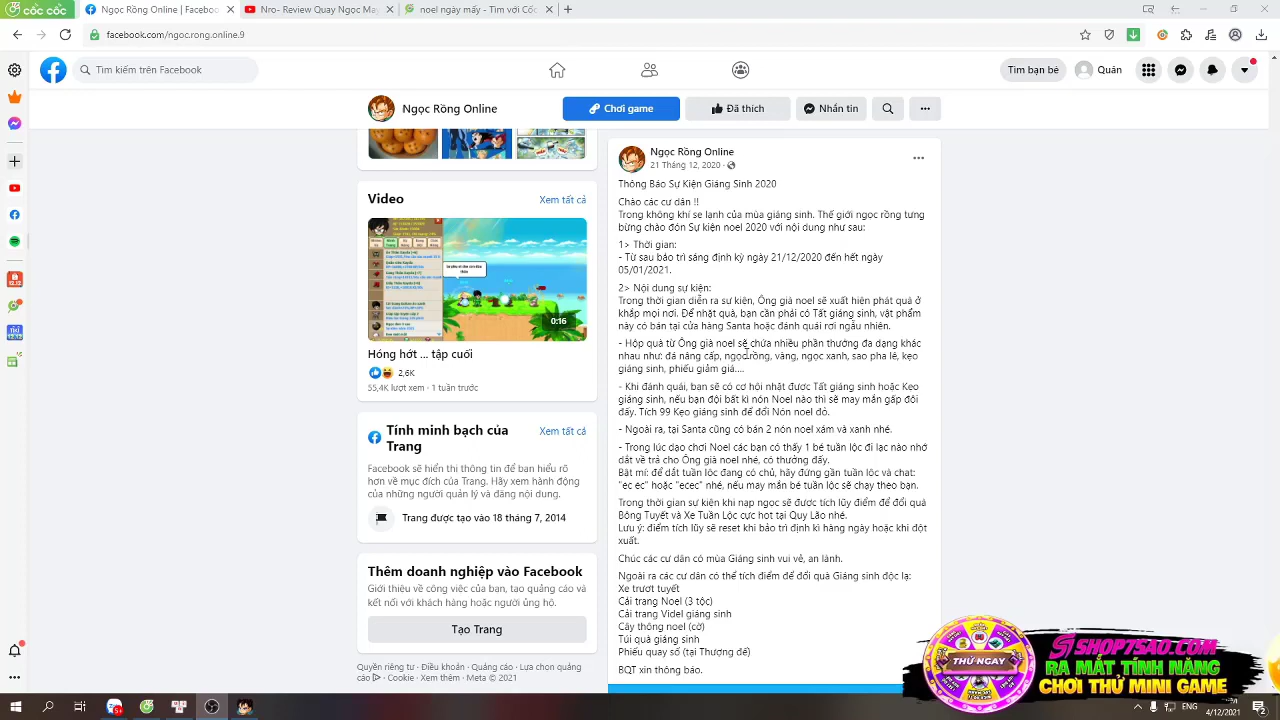 cốc cốc
Ngọc Rồng Online | Facebook
Nro- Review Quay Ngọc May
noel ngày mấy - Tìm với Cốc
facebook.com/ngoc.rong.online.9
Tìm kiếm trên Facebook
Tìm bạn bè
Quân
Ngọc Rồng Online
Chơi game
Đã thích
Nhắn tin
Video
Xem tất cả
0:16
Hóng hớt ... tập cuối
2,6K
55,4K lượt xem · 1 tuần trước
Tính minh bạch của Trang
Xem tất cả
Facebook sẽ hiển thị thông tin để bạn hiểu rõ
hơn về mục đích của Trang. Hãy xem hành động
của những người quản lý và đăng nội dung.
Trang được tạo vào 18 tháng 7, 2014
Thêm doanh nghiệp vào Facebook
Giới thiệu về công việc của bạn, tạo quảng cáo và
kết nối với khách hàng hoặc người ủng hộ.
Tạo Trang
Quyền riêng tư · Điều khoản · Quảng cáo · Lựa chọn quảng
cáo · Cookie · Xem thêm · Meta © 2021
Ngọc Rồng Online
21 Tháng 12, 2020
Thông Báo Sự Kiện Giáng Sinh 2020
Chào các cư dân !!
Trong không khí se lạnh của mùa giáng sinh. Thế giới ngọc rồng tưng
bừng chào đón Sự kiện noel 2020 với nội dung như sau:
1> Thời gian:
- Từ sau bảo trì sáng định kỳ ngày 21/12/2020 tới hết ngày
05/01/2021.
2> Nội dung sự kiện:
Trong thời gian diễn ra sự kiện, Ông già noel sẽ xuất hiện phát quà ở
khắp mọi nơi. Để nhặt quà, bạn cần phải có Tất giáng sinh, vật phẩm
này có bán tại cửa hàng Santa hoặc đánh quái ngẫu nhiên.
- Hộp quà từ Ông già noel sẽ chứa nhiều phần thưởng đa dạng khác
nhau như: đá nâng cấp, ngọc rồng, vàng, ngọc xanh, sao pha lê, kẹo
giáng sinh, phiếu giảm giá....
- Khi đánh quái, bạn sẽ có cơ hội nhặt được Tất giáng sinh hoặc Kẹo
giáng sinh, nếu bạn đội bất kì nón Noel nào thì sẽ may mắn gấp đôi
đấy. Tích 99 Kẹo giáng sinh để đổi Nón noel đỏ.
- Ngoài ra, tại Santa cũng có bán 2 nón noel xám và xanh nhé.
- Trong lúc dạo chơi Noel các bạn có thấy 1 bé tuần lộc đi lạc nào nhớ
dắt về trả cho Ông già noel nhé, có thưởng đấy.
Bật mí: để dắt tuần lộc đang có chủ, hãy đứng gần tuần lộc và chat:
"ec ec" hoặc "ecec" nhé, nếu may mắn bé tuần lộc sẽ chạy theo bạn.
Trong thời gian sự kiện khi nạp ngọc sẽ được tích lũy điểm để đổi quà
Bông Tuyết và Xe Tuần Lộc cực hot tại Quy Lão nhé.
Lưu ý: điểm tích lũy sẽ reset khi bảo trì định kì hàng ngày hoặc khi đột
xuất.
Chúc các cư dân có mùa Giáng sinh vui vẻ, an lành.
Ngoài ra các cư dân có thể tích điểm để đổi quà Giáng sinh độc lạ:
Xe trượt tuyết
Cải trang Noel (3 tộc)
Cải trang Videl giáng sinh
Cây thông noel (cờ)
Túi quà giáng sinh
Phiếu quay số (tại Thượng đế)
BQT xin thông báo.
THỬ NGAY
SHOP7SAO.COM
RA MẮT TÍNH NĂNG
CHƠI THỬ MINI GAME
ENG
4/12/2021